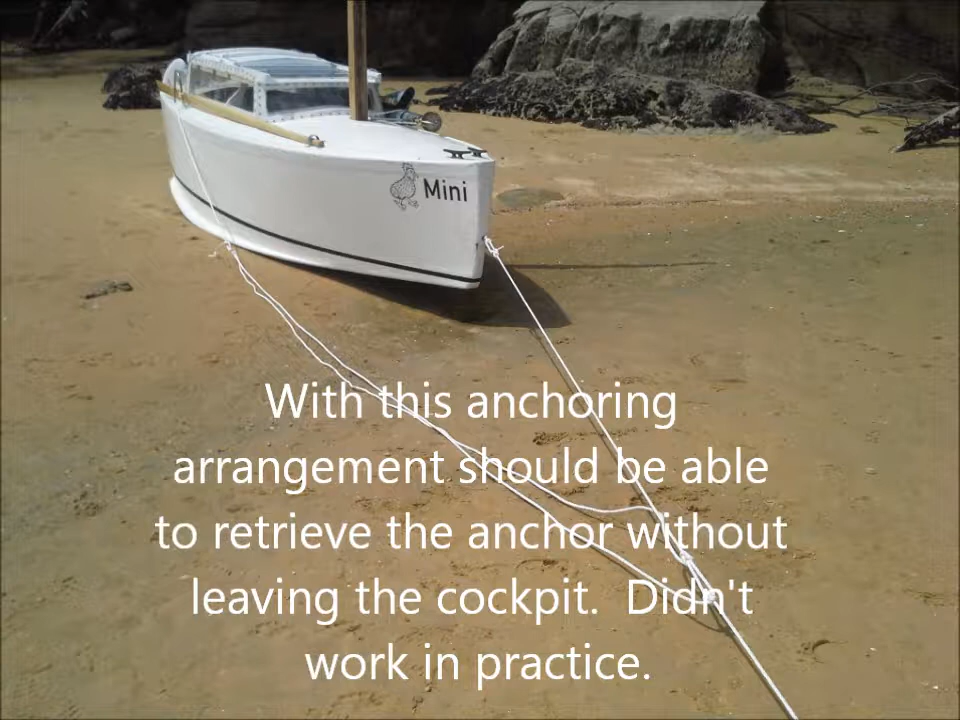 Mini
With this anchoring
arrangement should be able
to retrieve the anchor without
leaving the cockpit.  Didn't
work in practice.